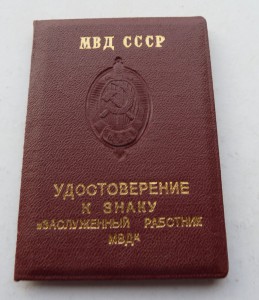 МВД СССР
УДОСТОВЕРЕНИЕ
К ЗНАКУ
„ЗАСЛУЖЕННЫЙ РАБОТНИК
МВД“